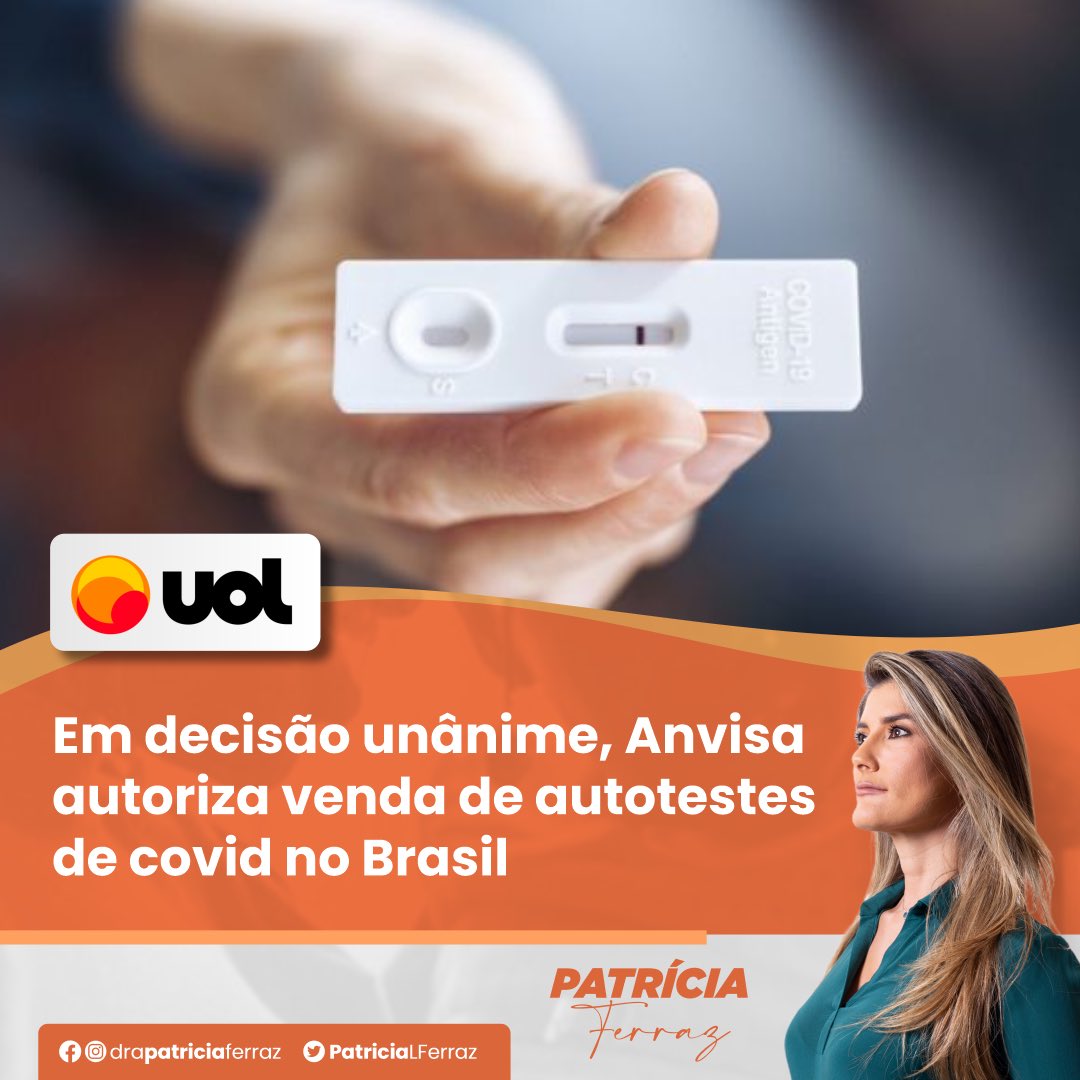 COVID-19
Antigen
C
T
S
uol
Em decisão unânime, Anvisa
autoriza venda de autotestes
de covid no Brasil
PATRÍCIA
Ferraz
drapatriciaferraz PatriciaLFerraz